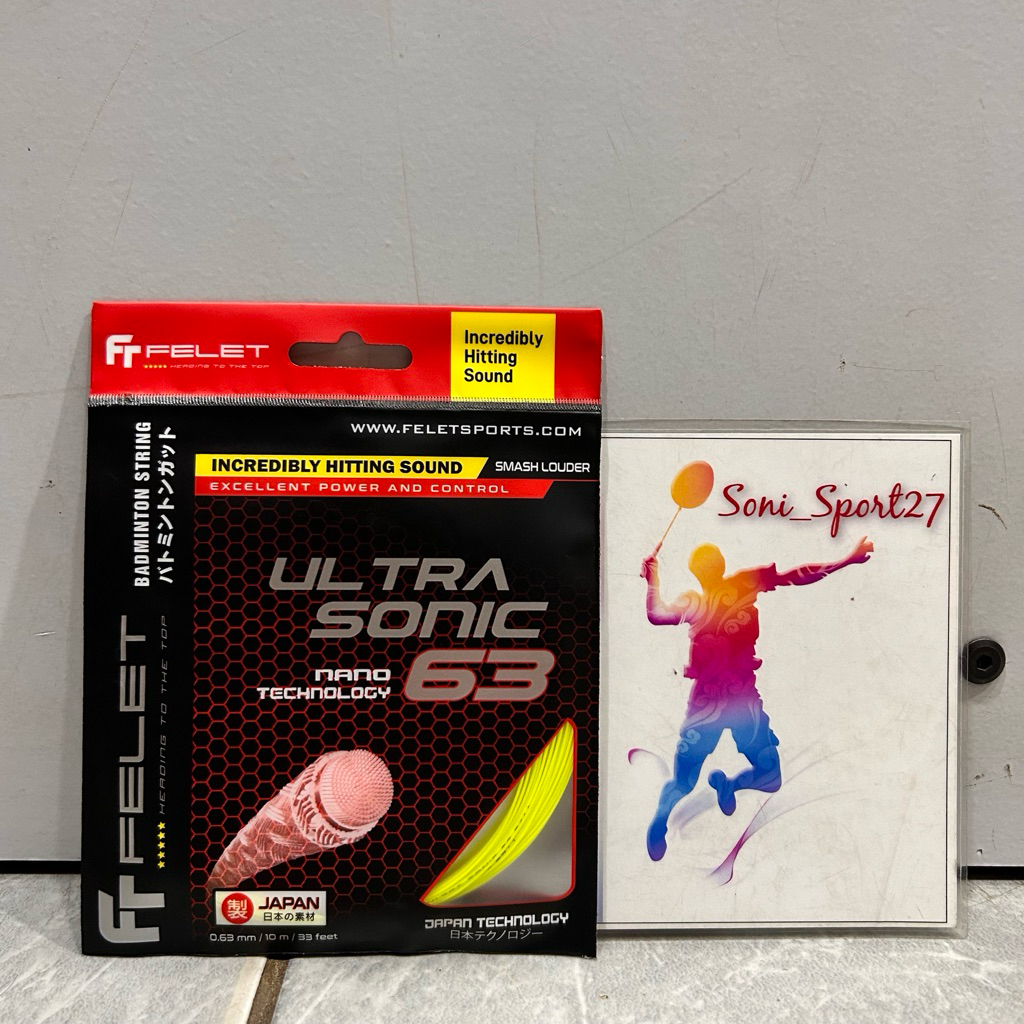 FT FELET
HEADING TO THE TOP
Incredibly
Hitting
Sound
WWW.FELETSPORTS.COM
INCREDIBLY HITTING SOUND
SMASH LOUDER
EXCELLENT POWER AND CONTROL
BADMINTON STRING
バトミントンガット
ULTRA
SONIC
63
NANO
TECHNOLOGY
FT FELET
HEADING TO THE TOP
製
JAPAN
日本の素材
0.63 mm / 10 m / 33 feet
JAPAN TECHNOLOGY
日本テクノロジー
Soni_Sport27